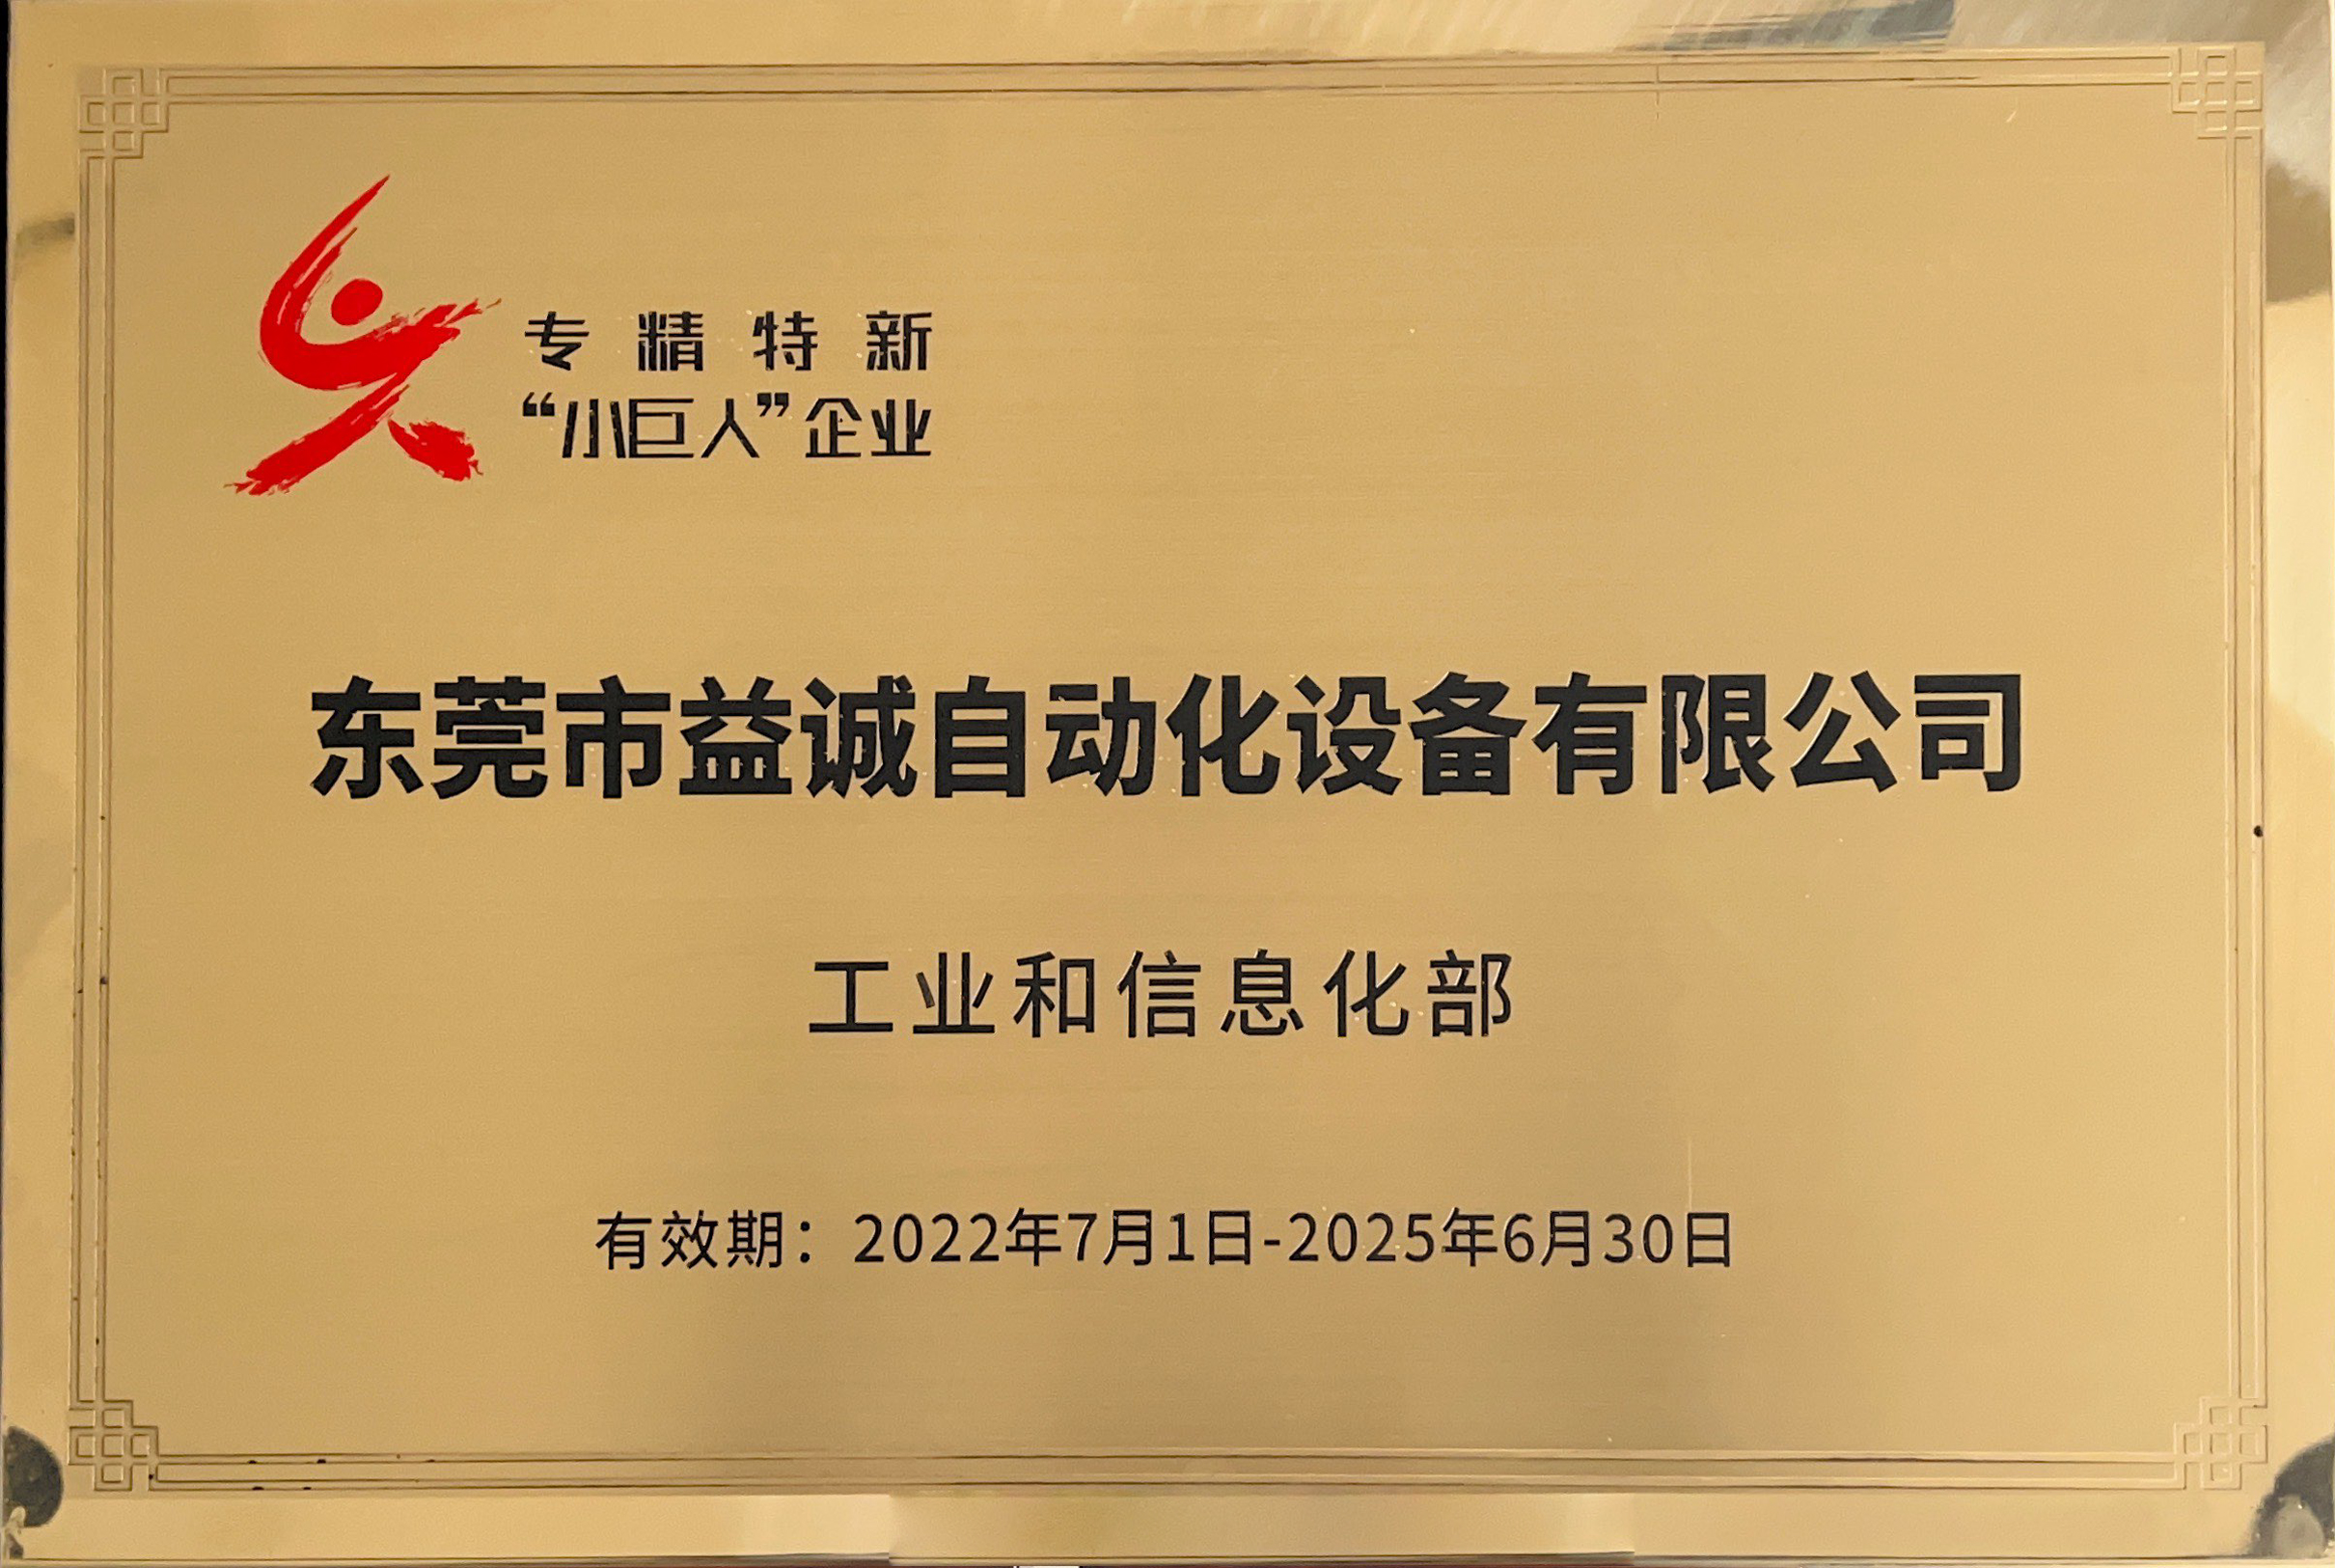 专精特新
“小巨人”企业
东莞市益诚自动化设备有限公司
工业和信息化部
有效期：2022年7月1日-2025年6月30日